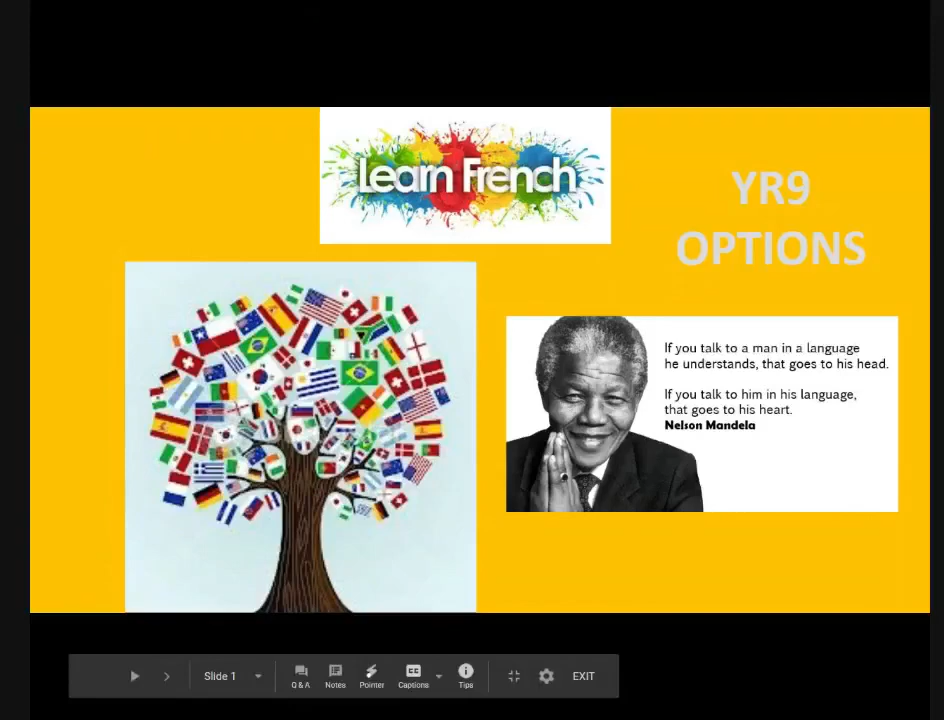 Learn French
YR9
OPTIONS
If you talk to a man in a language
he understands, that goes to his head.
If you talk to him in his language,
that goes to his heart.
Nelson Mandela
Slide 1
Q & A
Notes
Pointer
CC
Captions
Tips
EXIT